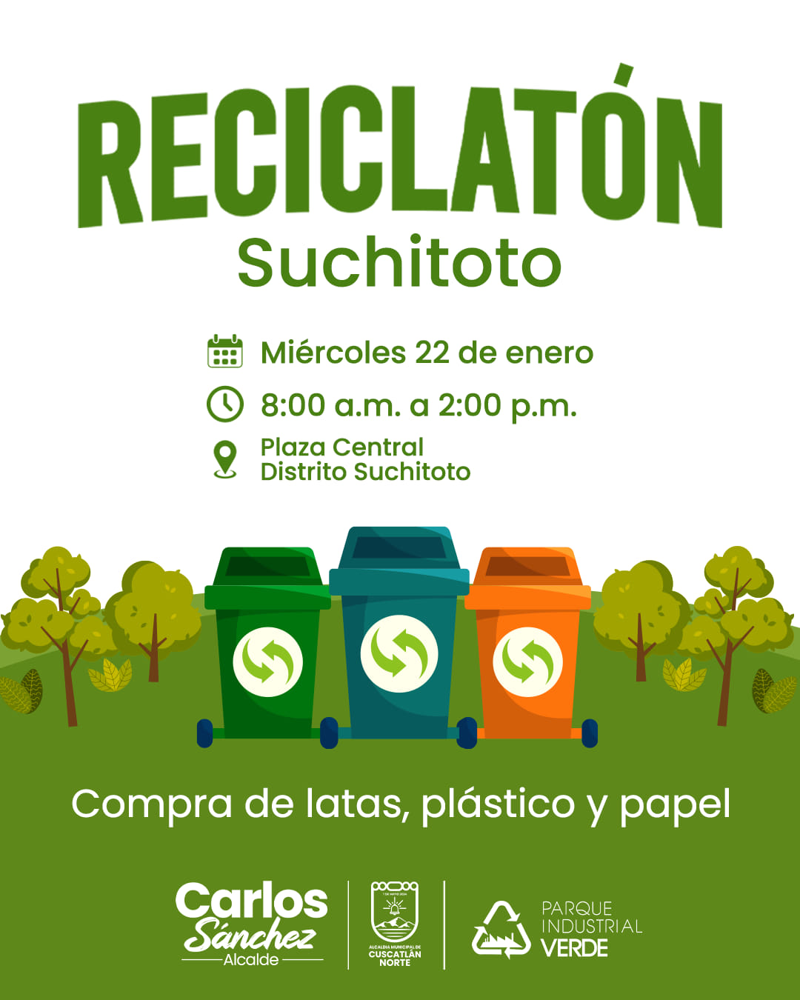 RECICLATÓN
Suchitoto
Miércoles 22 de enero
8:00 a.m. a 2:00 p.m.
Plaza Central
Distrito Suchitoto
Compra de latas, plástico y papel
Carlos
Sánchez
Alcalde
1 DE MAYO 2024
ALCALDIA MUNICIPAL DE
CUSCATLÁN
NORTE
PARQUE
INDUSTRIAL
VERDE